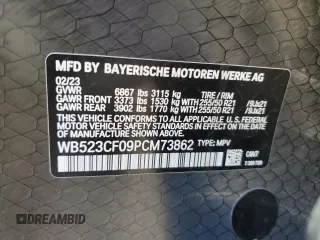 MFD BY BAYERISCHE MOTOREN WERKE AG
02/23
GVWR 6867 lbs 3115 kg TIRE / RIM
GAWR FRONT 3373 lbs 1530 kg WITH 255/50 R21 /9Jx21
GAWR REAR 3902 lbs 1770 kg WITH 255/50 R21 /9Jx21
THIS VEHICLE CONFORMS TO ALL APPLICABLE U.S. FEDERAL MOTOR VEHICLE SAFETY STANDARDS IN EFFECT ON THE DATE OF MANUFACTURE SHOWN ABOVE.
WB523CF09PCM73862 TYPE: MPV
DREAMBID